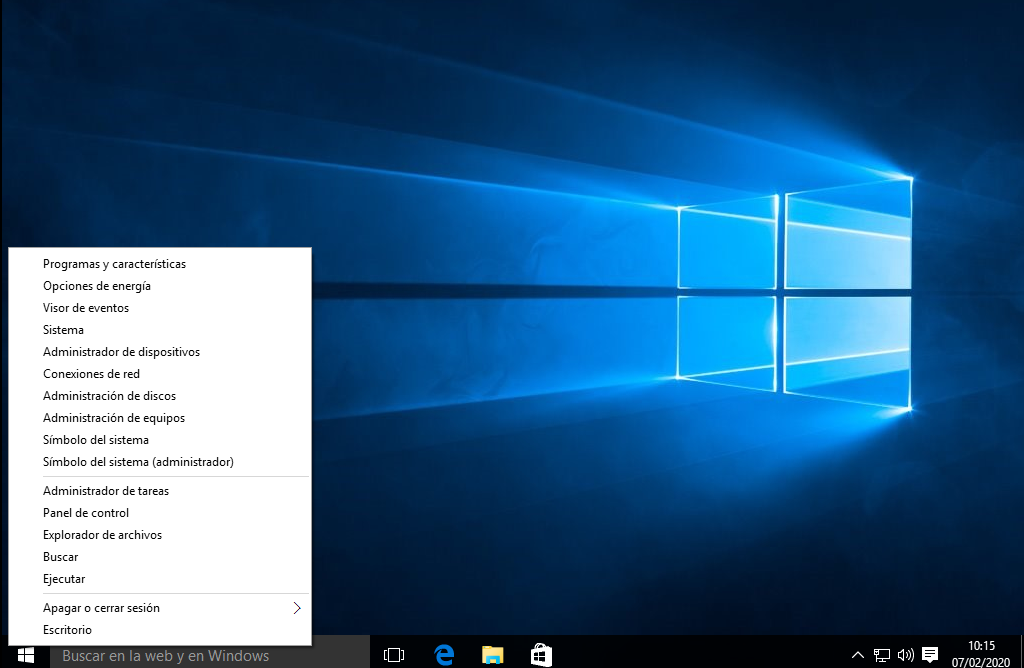 Programas y características
Opciones de energía
Visor de eventos
Sistema
Administrador de dispositivos
Conexiones de red
Administración de discos
Administración de equipos
Símbolo del sistema
Símbolo del sistema (administrador)
Administrador de tareas
Panel de control
Explorador de archivos
Buscar
Ejecutar
Apagar o cerrar sesión
Escritorio
Buscar en la web y en Windows
10:15
07/02/2020